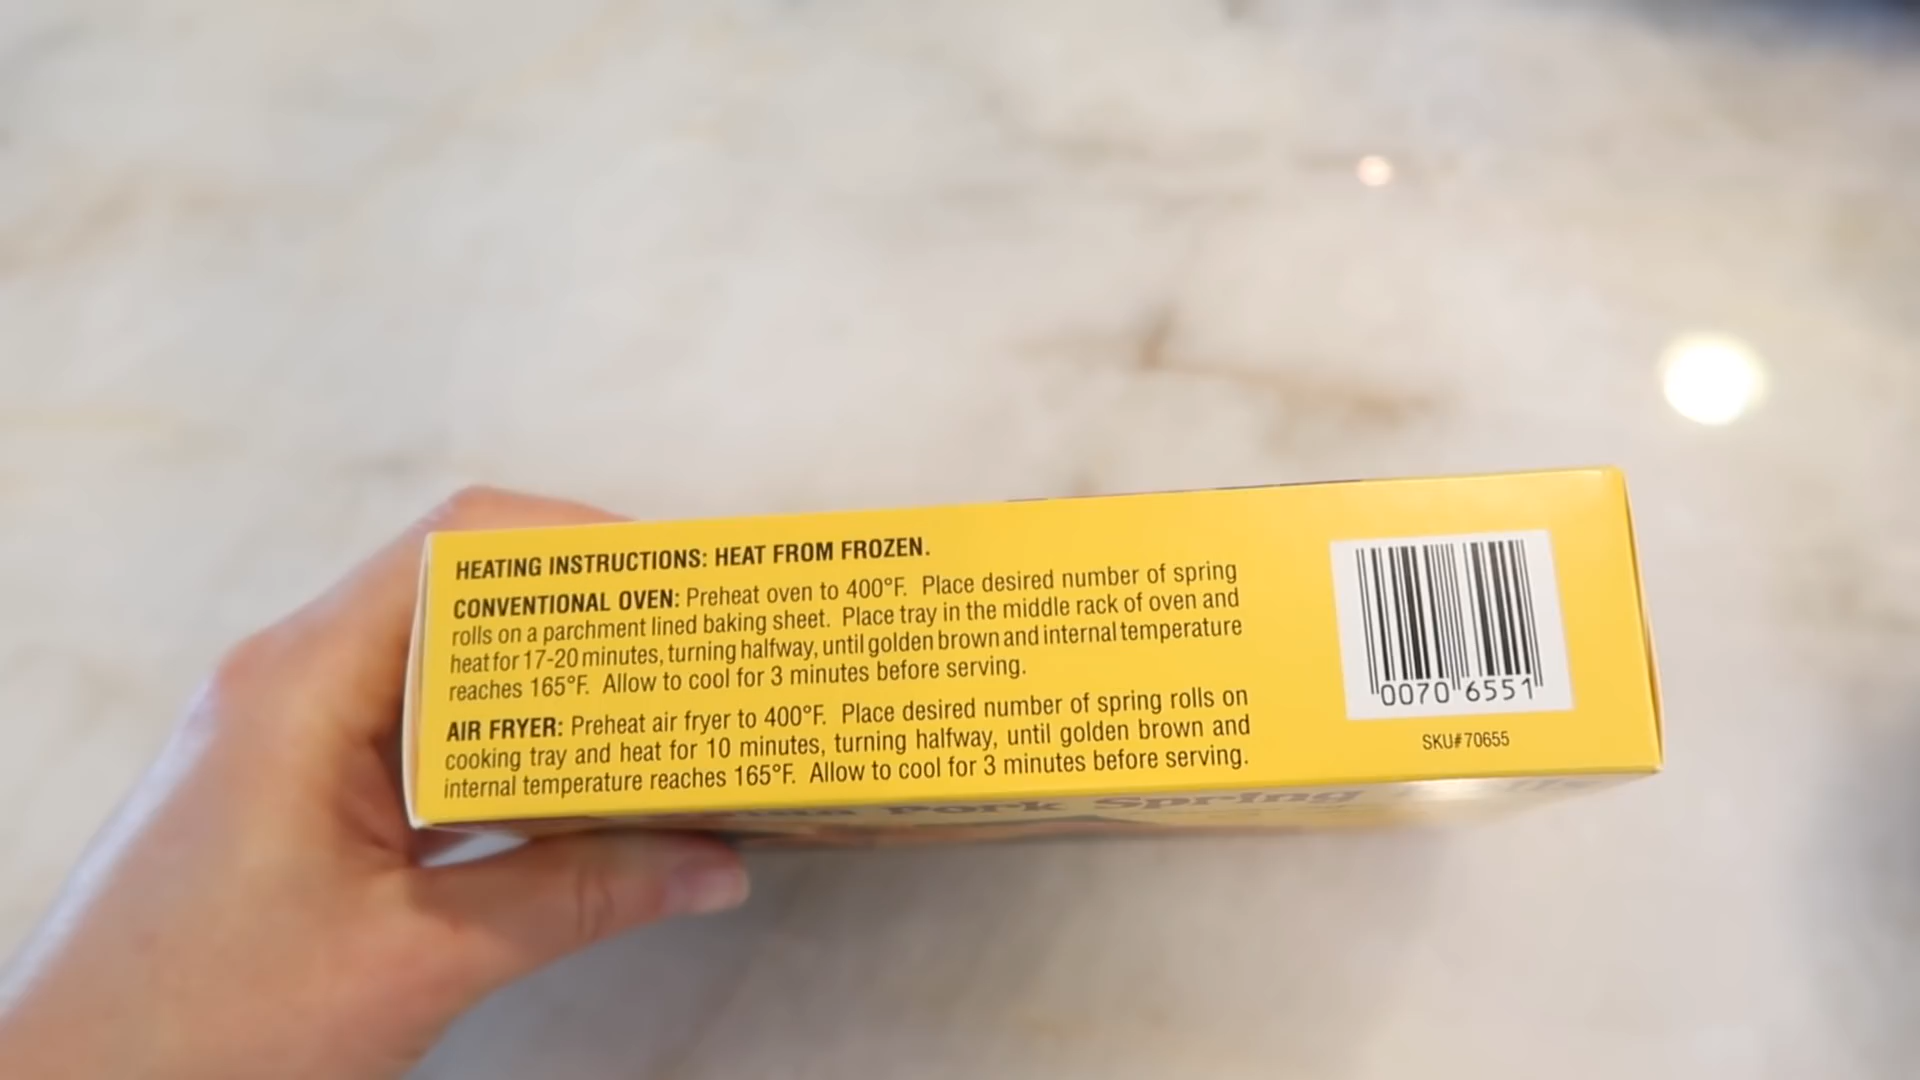 HEATING INSTRUCTIONS: HEAT FROM FROZEN.
CONVENTIONAL OVEN: Preheat oven to 400°F. Place desired number of spring
rolls on a parchment lined baking sheet. Place tray in the middle rack of oven and
heat for 17-20 minutes, turning halfway, until golden brown and internal temperature
reaches 165°F. Allow to cool for 3 minutes before serving.
AIR FRYER: Preheat air fryer to 400°F. Place desired number of spring rolls on
cooking tray and heat for 10 minutes, turning halfway, until golden brown and
internal temperature reaches 165°F. Allow to cool for 3 minutes before serving.
0070 6551
SKU#70655
Pork Spring